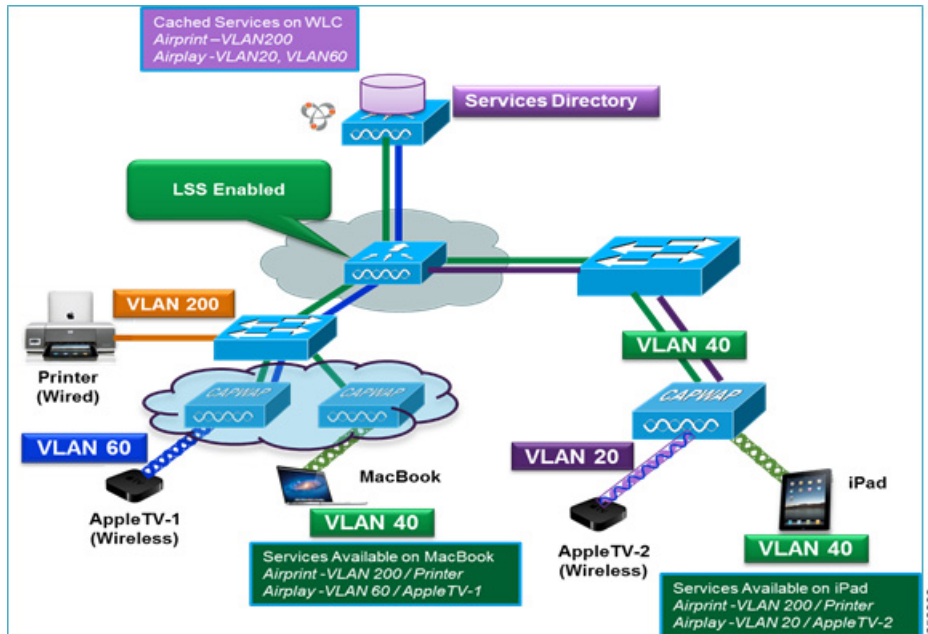 Cached Services on WLC
Airprint –VLAN200
Airplay -VLAN20, VLAN60
Services Directory
LSS Enabled
VLAN 200
Printer
(Wired)
VLAN 40
CAPWAP
CAPWAP
CAPWAP
VLAN 60
VLAN 20
MacBook
iPad
AppleTV-1
(Wireless)
VLAN 40
AppleTV-2
(Wireless)
VLAN 40
Services Available on MacBook
Airprint -VLAN 200 / Printer
Airplay -VLAN 60 / AppleTV-1
Services Available on iPad
Airprint -VLAN 200 / Printer
Airplay -VLAN 20 / AppleTV-2